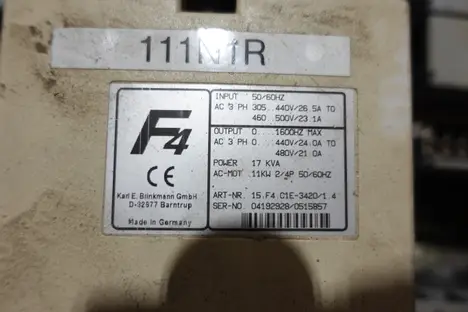 111N1R
F4
CE
Karl E. Brinkmann GmbH
D-32677 Barntrup
Made in Germany
INPUT 50/60HZ
AC 3 PH 305...440V/26.5A TO
460...500V/23.1A
OUTPUT 0...1600HZ MAX
AC 3 PH 0...440V/24.0A TO
480V/21.0A
POWER 17 KVA
AC-MOT. 11KW 2/4P 50/60HZ
ART-NR. 15.F4.C1E-3420/1.4
SER-NO. 04192928/0515857